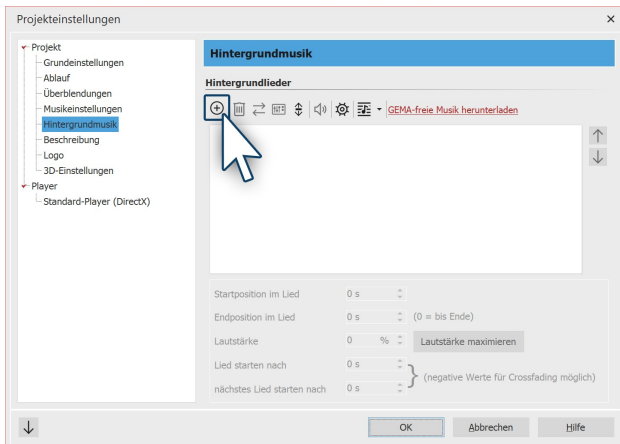 Projekteinstellungen
Projekt
Grundeinstellungen
Ablauf
Überblendungen
Musikeinstellungen
Hintergrundmusik
Beschreibung
Logo
3D-Einstellungen
Player
Standard-Player (DirectX)
Hintergrundmusik
Hintergrundlieder
GEMA-freie Musik herunterladen
Startposition im Lied 0 s
Endposition im Lied 0 s (0 = bis Ende)
Lautstärke 0 % Lautstärke maximieren
Lied starten nach 0 s
(negative Werte für Crossfading möglich)
nächstes Lied starten nach 0 s
OK Abbrechen Hilfe